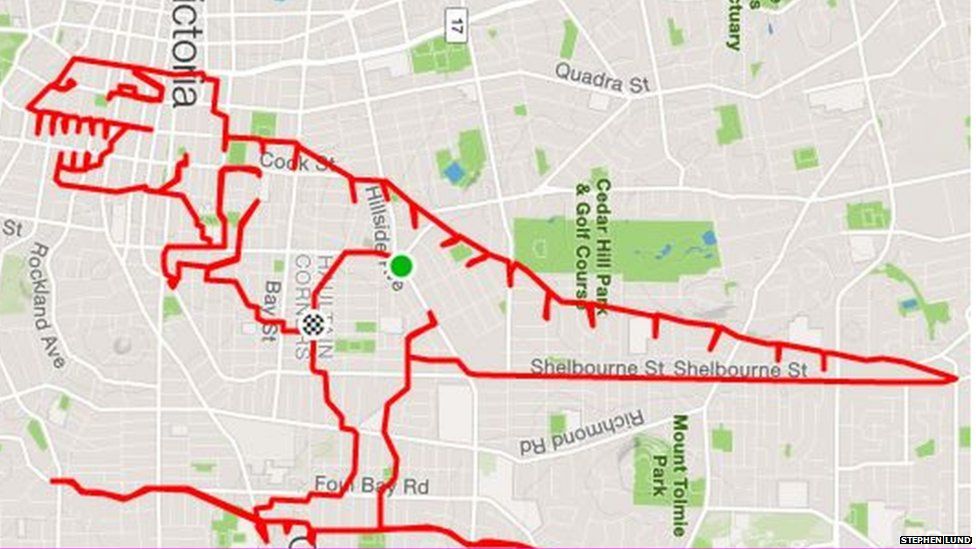 ictoria
17
ctuary
Quadra St
Cook St
Hillside Ave
Cedar Hill Park
& Golf Course
St
Rockland Ave
Bay St
HAULTAIN
CORNERS
Shelbourne St
Shelbourne St
Richmond Rd
Mount Tolmie
Park
Foul Bay Rd
STEPHEN LUND